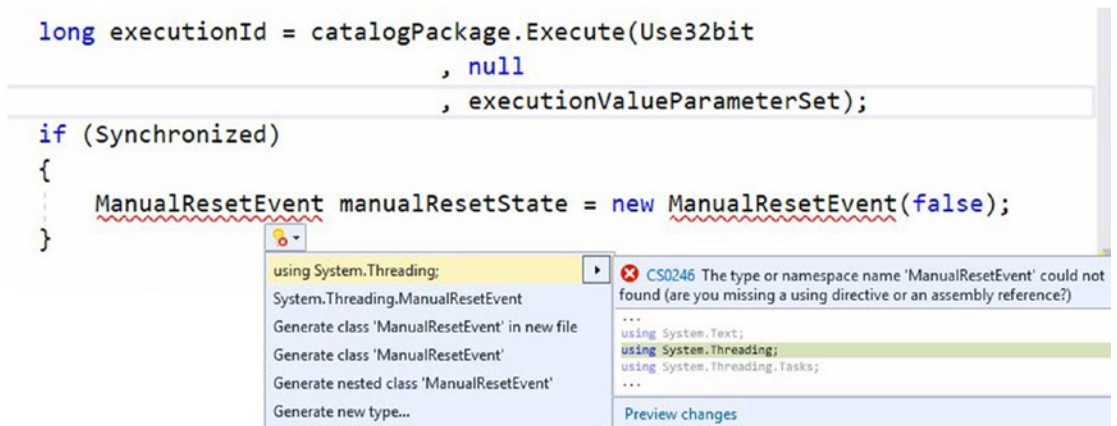 long executionId = catalogPackage.Execute(Use32bit
, null
, executionValueParameterSet);
if (Synchronized)
{
ManualResetEvent manualResetState = new ManualResetEvent(false);
}
using System.Threading;
System.Threading.ManualResetEvent
Generate class 'ManualResetEvent' in new file
Generate class 'ManualResetEvent'
Generate nested class 'ManualResetEvent'
Generate new type...
CS0246 The type or namespace name 'ManualResetEvent' could not
found (are you missing a using directive or an assembly reference?)
...
using System.Text;
using System.Threading;
using System.Threading.Tasks;
...
Preview changes